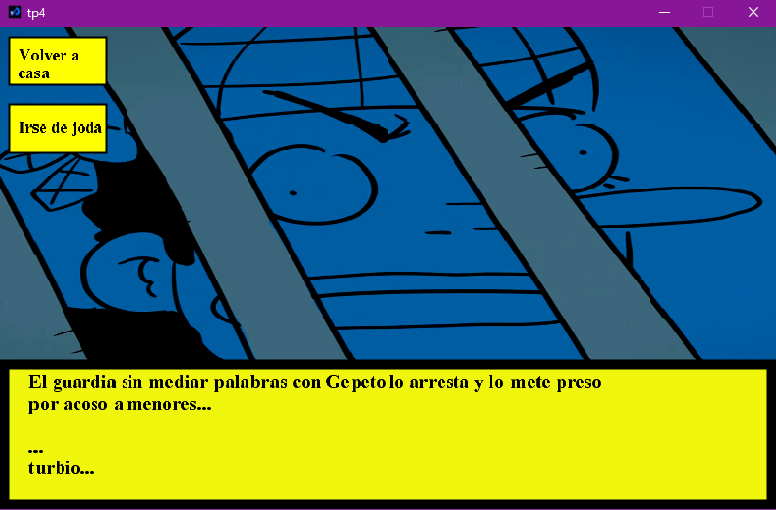 tp4
Volver a
casa
Irse de joda
El guardia sin mediar palabras con Gepeto lo arresta y lo mete preso
por acoso a menores...
...
turbio...